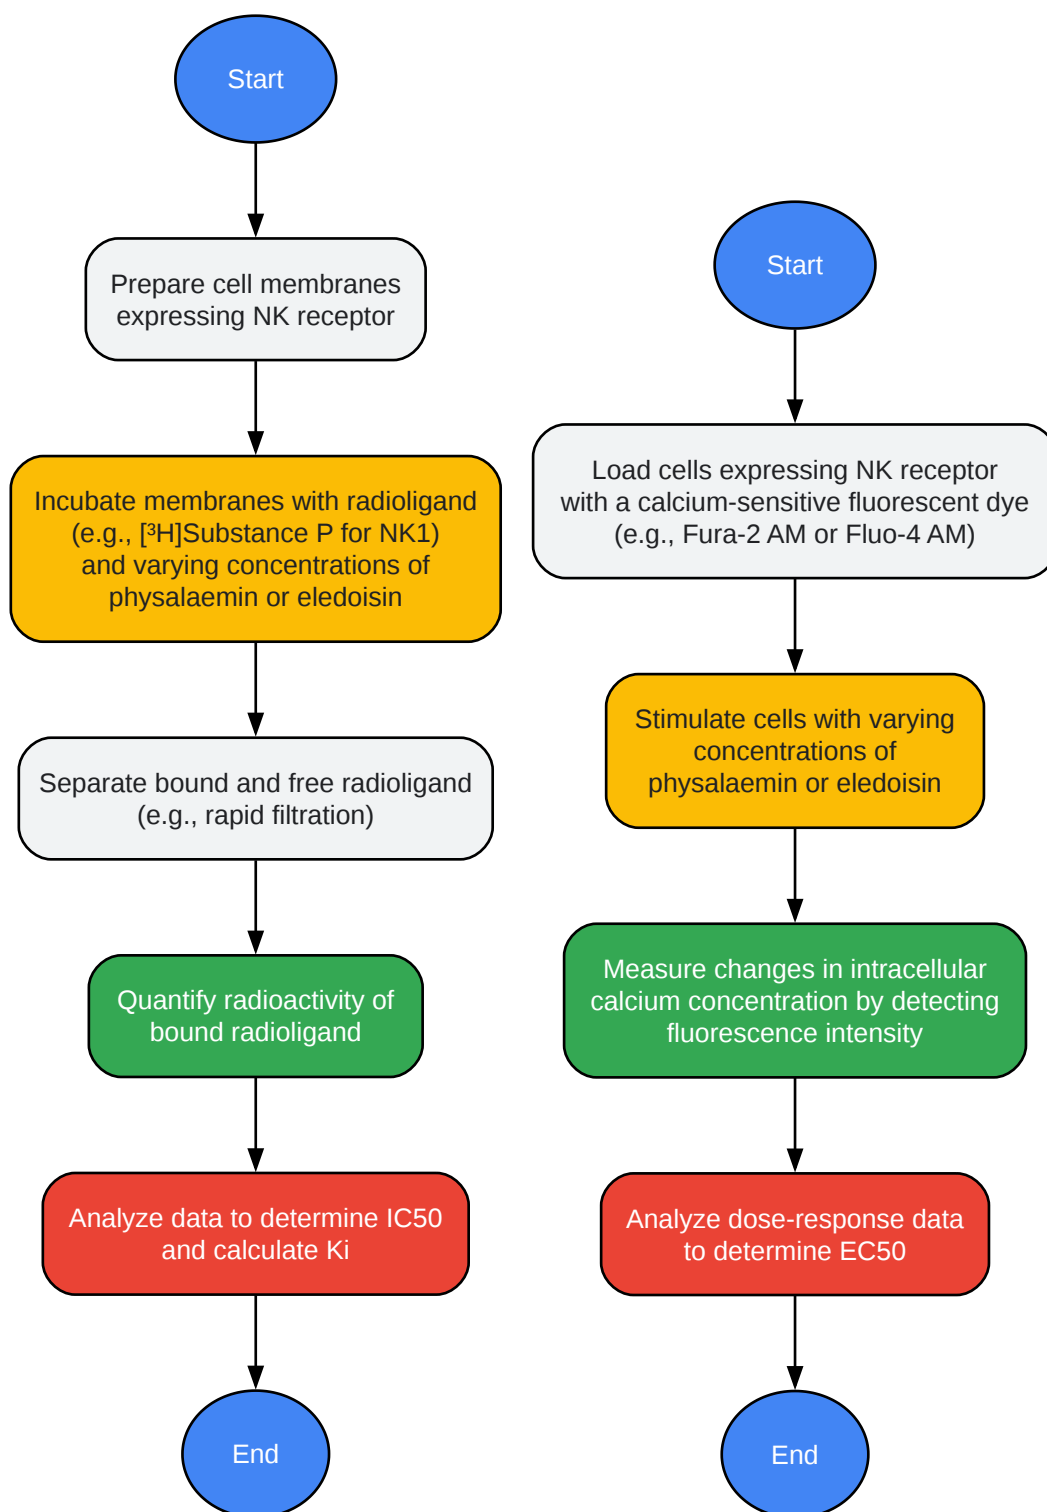 Start
Prepare cell membranes
expressing NK receptor
Incubate membranes with radioligand
(e.g., [³H]Substance P for NK1)
and varying concentrations of
physalaemin or eledoisin
Separate bound and free radioligand
(e.g., rapid filtration)
Quantify radioactivity of
bound radioligand
Analyze data to determine IC50
and calculate Ki
End
Start
Load cells expressing NK receptor
with a calcium-sensitive fluorescent dye
(e.g., Fura-2 AM or Fluo-4 AM)
Stimulate cells with varying
concentrations of
physalaemin or eledoisin
Measure changes in intracellular
calcium concentration by detecting
fluorescence intensity
Analyze dose-response data
to determine EC50
End